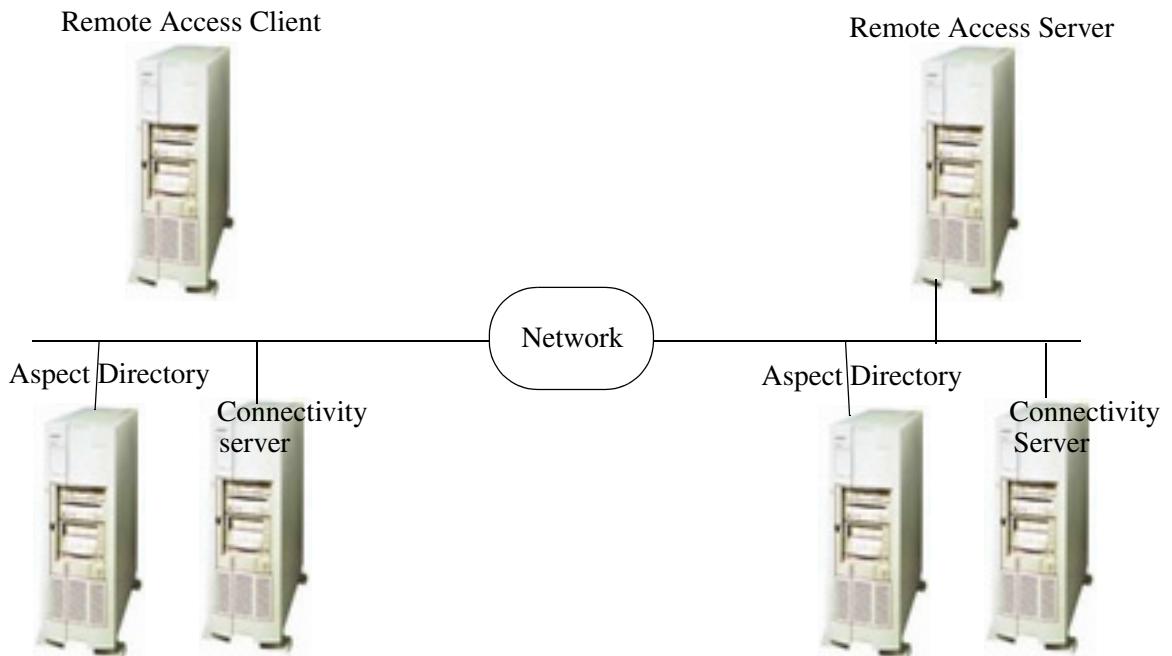 Remote Access Client
Remote Access Server
Network
Aspect Directory
Connectivity
server
Aspect Directory
Connectivity
Server